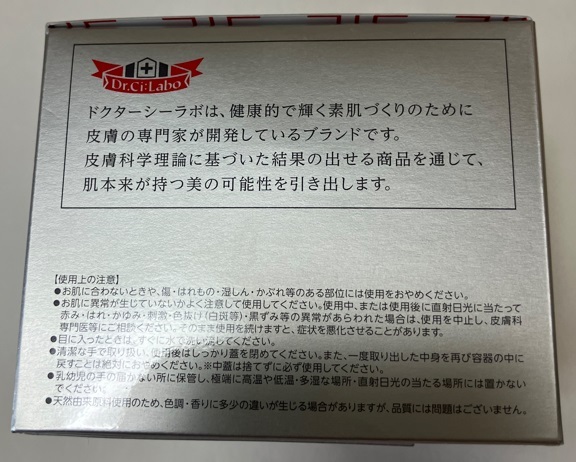 Dr.Ci:Labo
ドクターシーラボは、健康的で輝く素肌づくりのために
皮膚の専門家が開発しているブランドです。
皮膚科学理論に基づいた結果の出せる商品を通じて、
肌本来が持つ美の可能性を引き出します。
【使用上の注意】
●お肌に合わないときや、傷・はれもの・湿しん・かぶれ等のある部位には使用をおやめください。
●お肌に異常が生じていないかよく注意して使用してください。使用中、または使用後に直射日光に当たって
赤み・はれ・かゆみ・刺激・色抜け(白斑等)・黒ずみ等の異常があらわれた場合は、使用を中止し、皮膚科
専門医等にご相談ください。そのまま使用を続けますと、症状を悪化させることがあります。
●目に入ったときは、すぐに水で洗い流してください。
●清潔な手で取り扱い、使用後はしっかり蓋を閉めてください。また、一度取り出した中身を再び容器の中に
戻すことは絶対におやめください。※中蓋は捨てずに必ず使用してください。
●乳幼児の手の届かない所に保管し、極端に高温や低温・多湿な場所・直射日光の当たる場所には置かない
でください。
●天然由来原料使用のため、色調・香りに多少の違いが生じる場合がありますが、品質には問題はございません。